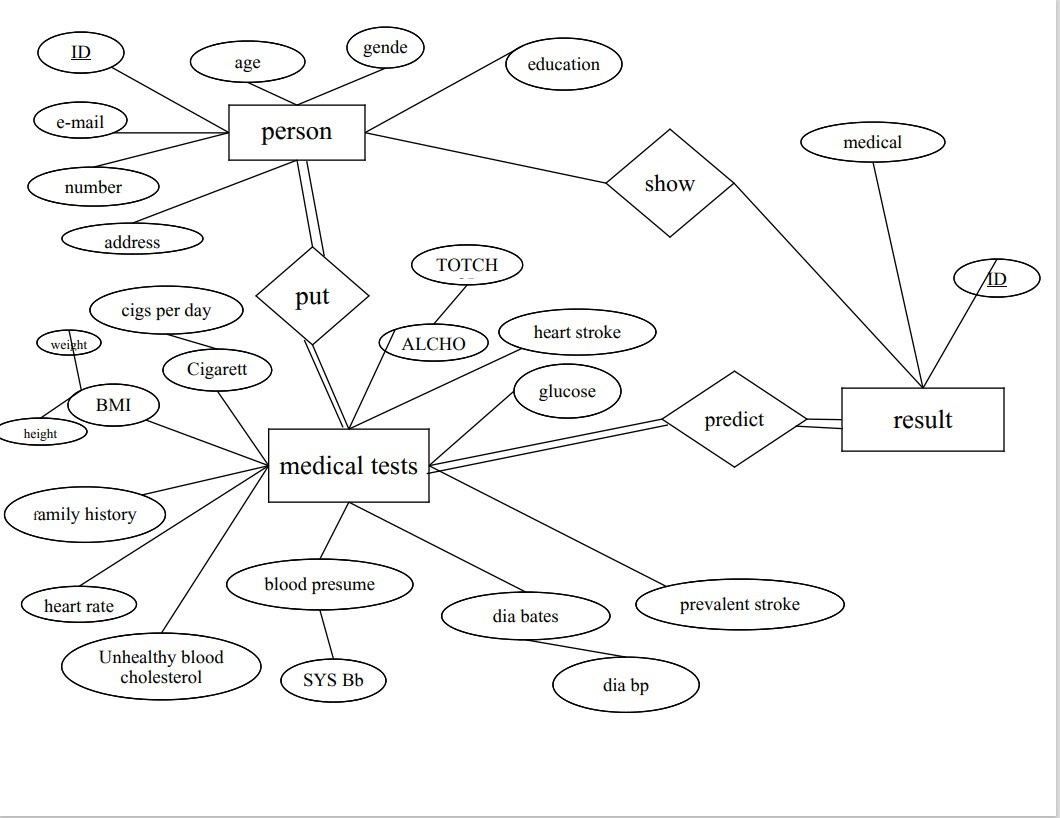 ID
age
gende
education
e-mail
person
medical
number
show
address
TOTCH
ID
put
cigs per day
heart stroke
weight
ALCHO
Cigarett
glucose
BMI
predict
result
height
medical tests
family history
blood presume
heart rate
dia bates
prevalent stroke
Unhealthy blood
cholesterol
SYS Bb
dia bp